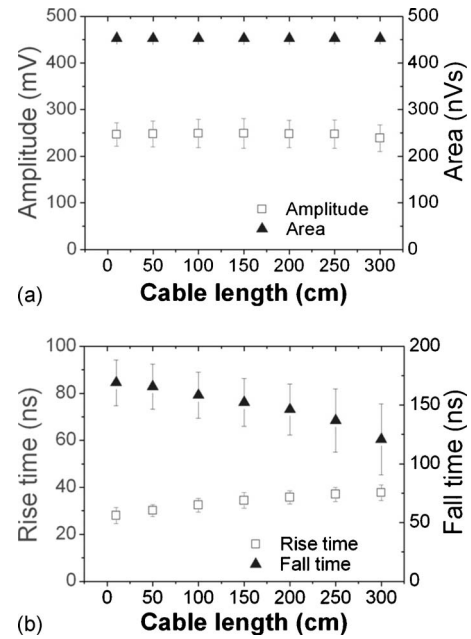 500
500
400
400
300
300
200
200
100
100
0
0
Amplitude (mV)
Area (nVs)
Amplitude
Area
0 50 100 150 200 250 300
(a)
Cable length (cm)
100
200
80
150
60
100
40
50
20
0
0
Rise time (ns)
Fall time (ns)
Rise time
Fall time
0 50 100 150 200 250 300
(b)
Cable length (cm)